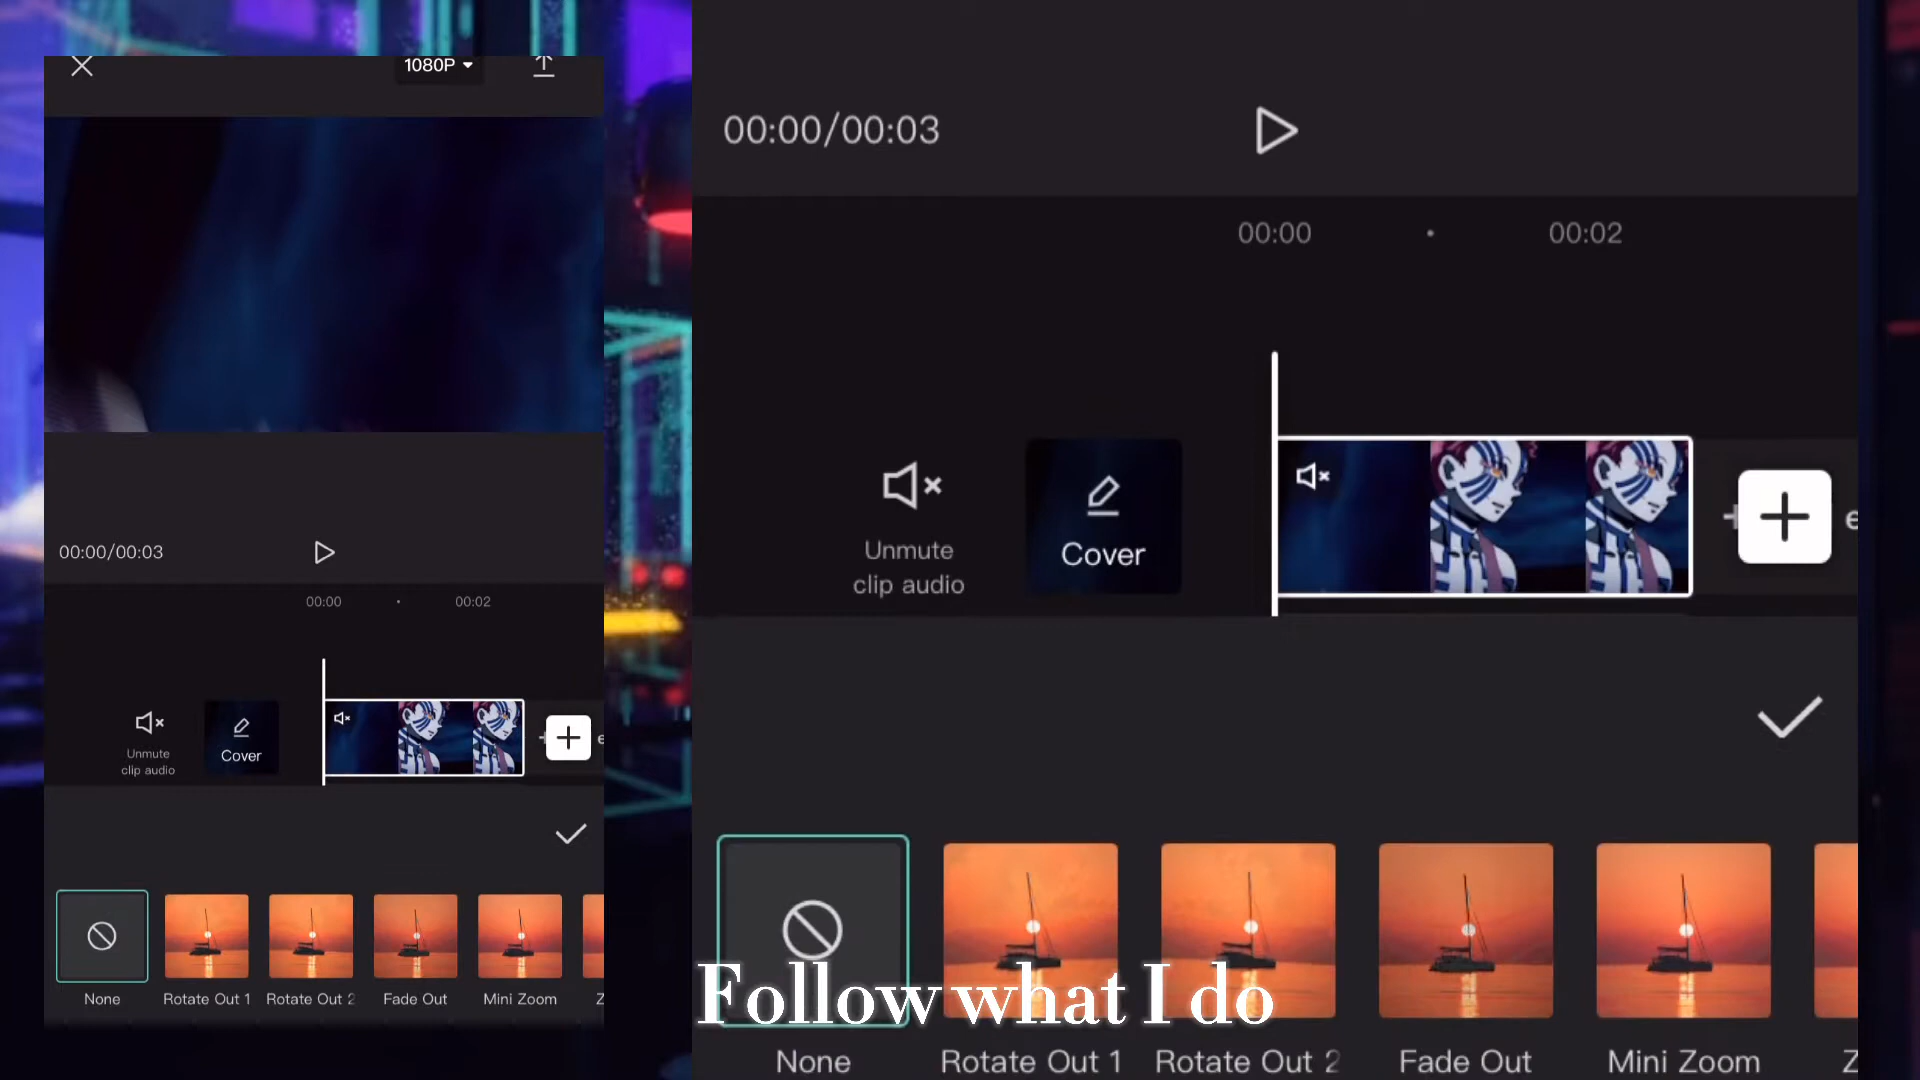 1080P
00:00/00:03
00:00
00:02
Unmute
clip audio
Cover
None
Rotate Out 1
Rotate Out 2
Fade Out
Mini Zoom
00:00/00:03
00:00
00:02
Unmute
clip audio
Cover
Follow what I do
None
Rotate Out 1
Rotate Out 2
Fade Out
Mini Zoom